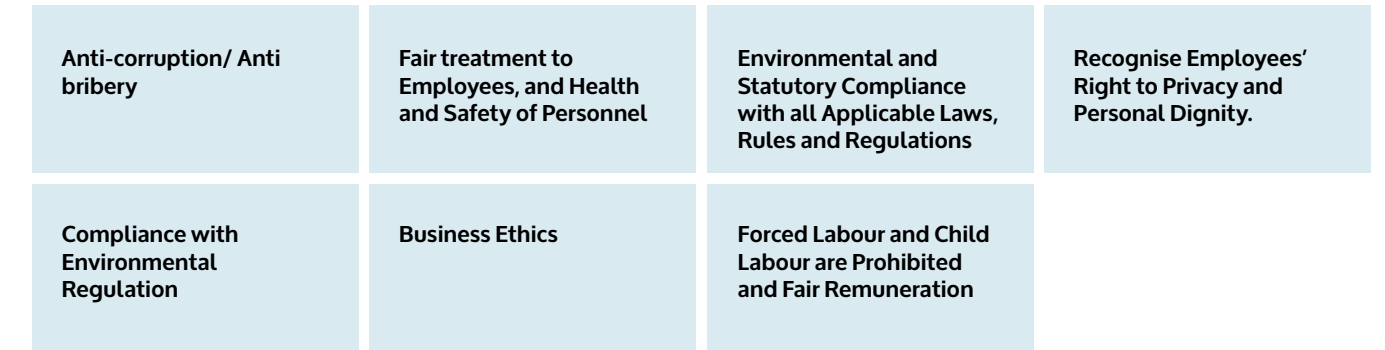 Anti-corruption/ Anti
bribery
Fair treatment to
Employees, and Health
and Safety of Personnel
Environmental and
Statutory Compliance
with all Applicable Laws,
Rules and Regulations
Recognise Employees’
Right to Privacy and
Personal Dignity.
Compliance with
Environmental
Regulation
Business Ethics
Forced Labour and Child
Labour are Prohibited
and Fair Remuneration